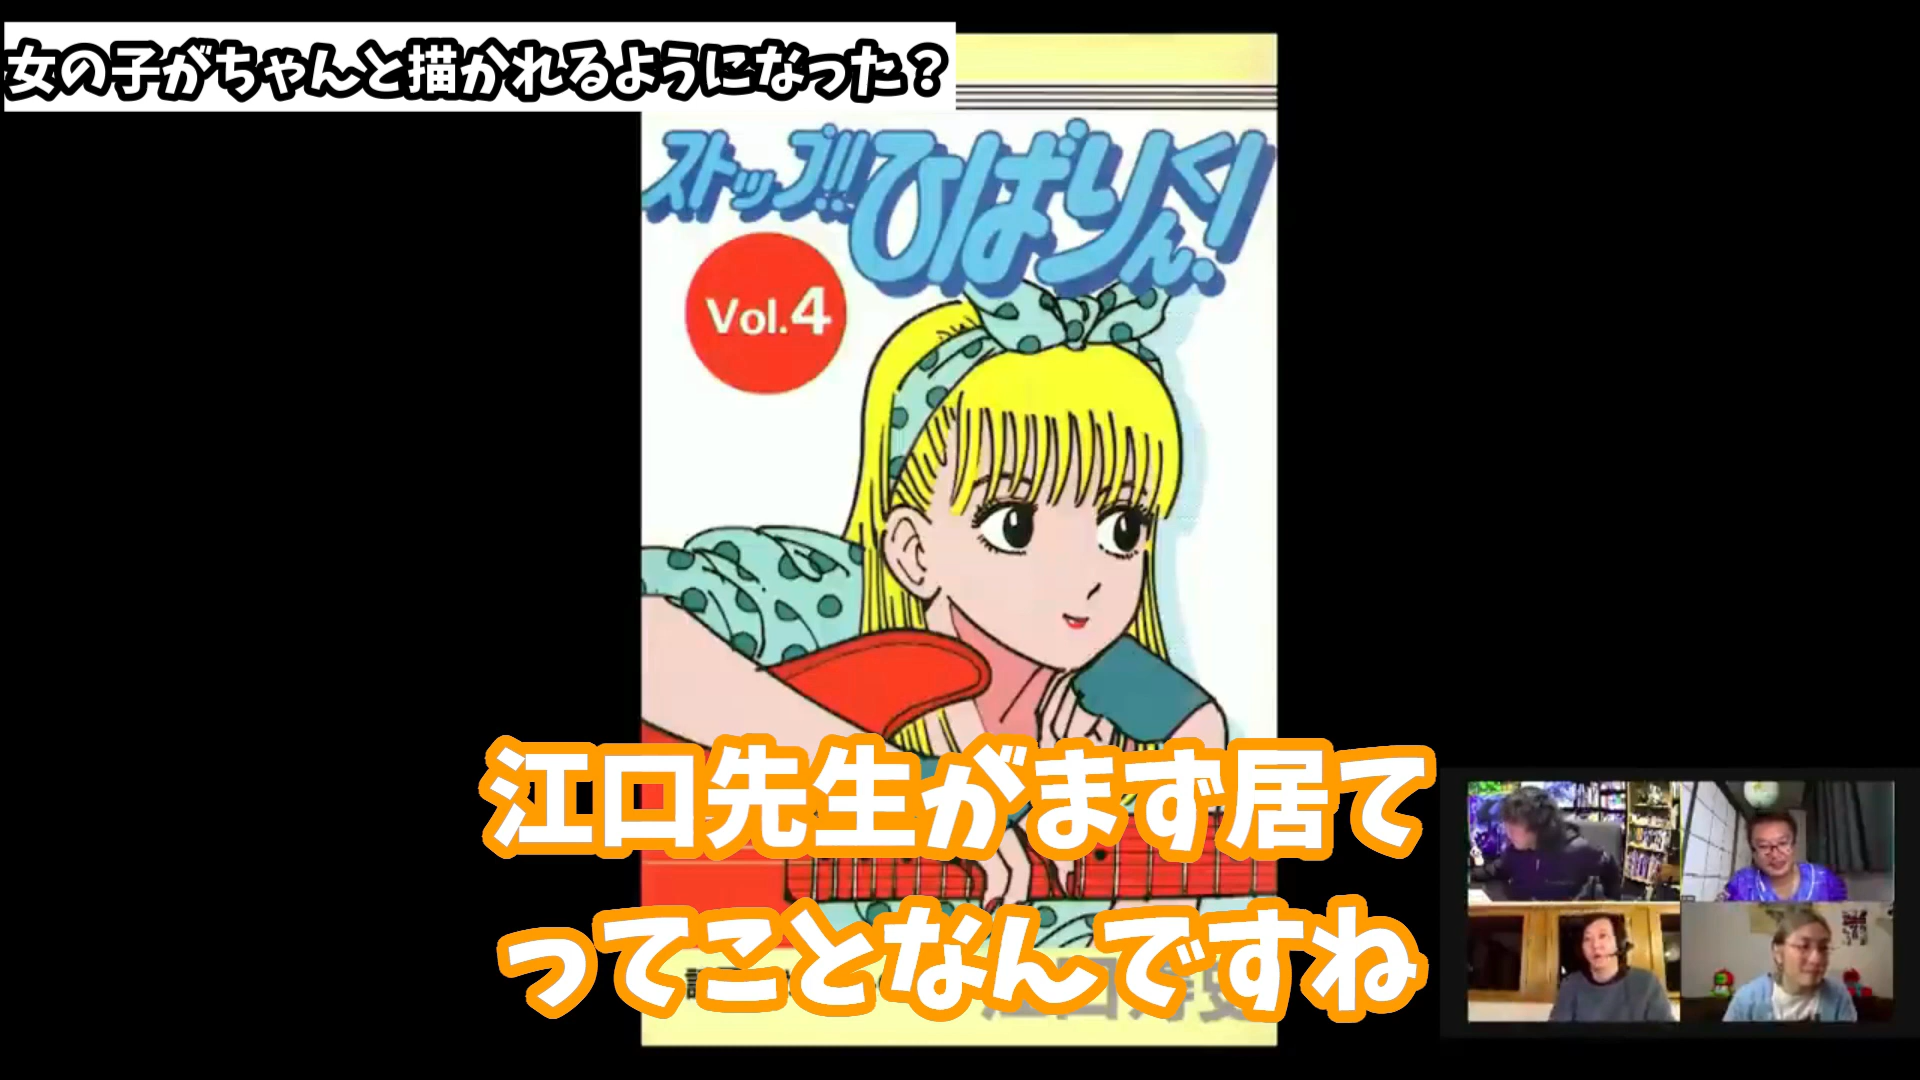 女の子がちゃんと描かれるようになった？
ストップ!!ひばりくん!
Vol.4
江口先生がまず居て
ってことなんですね